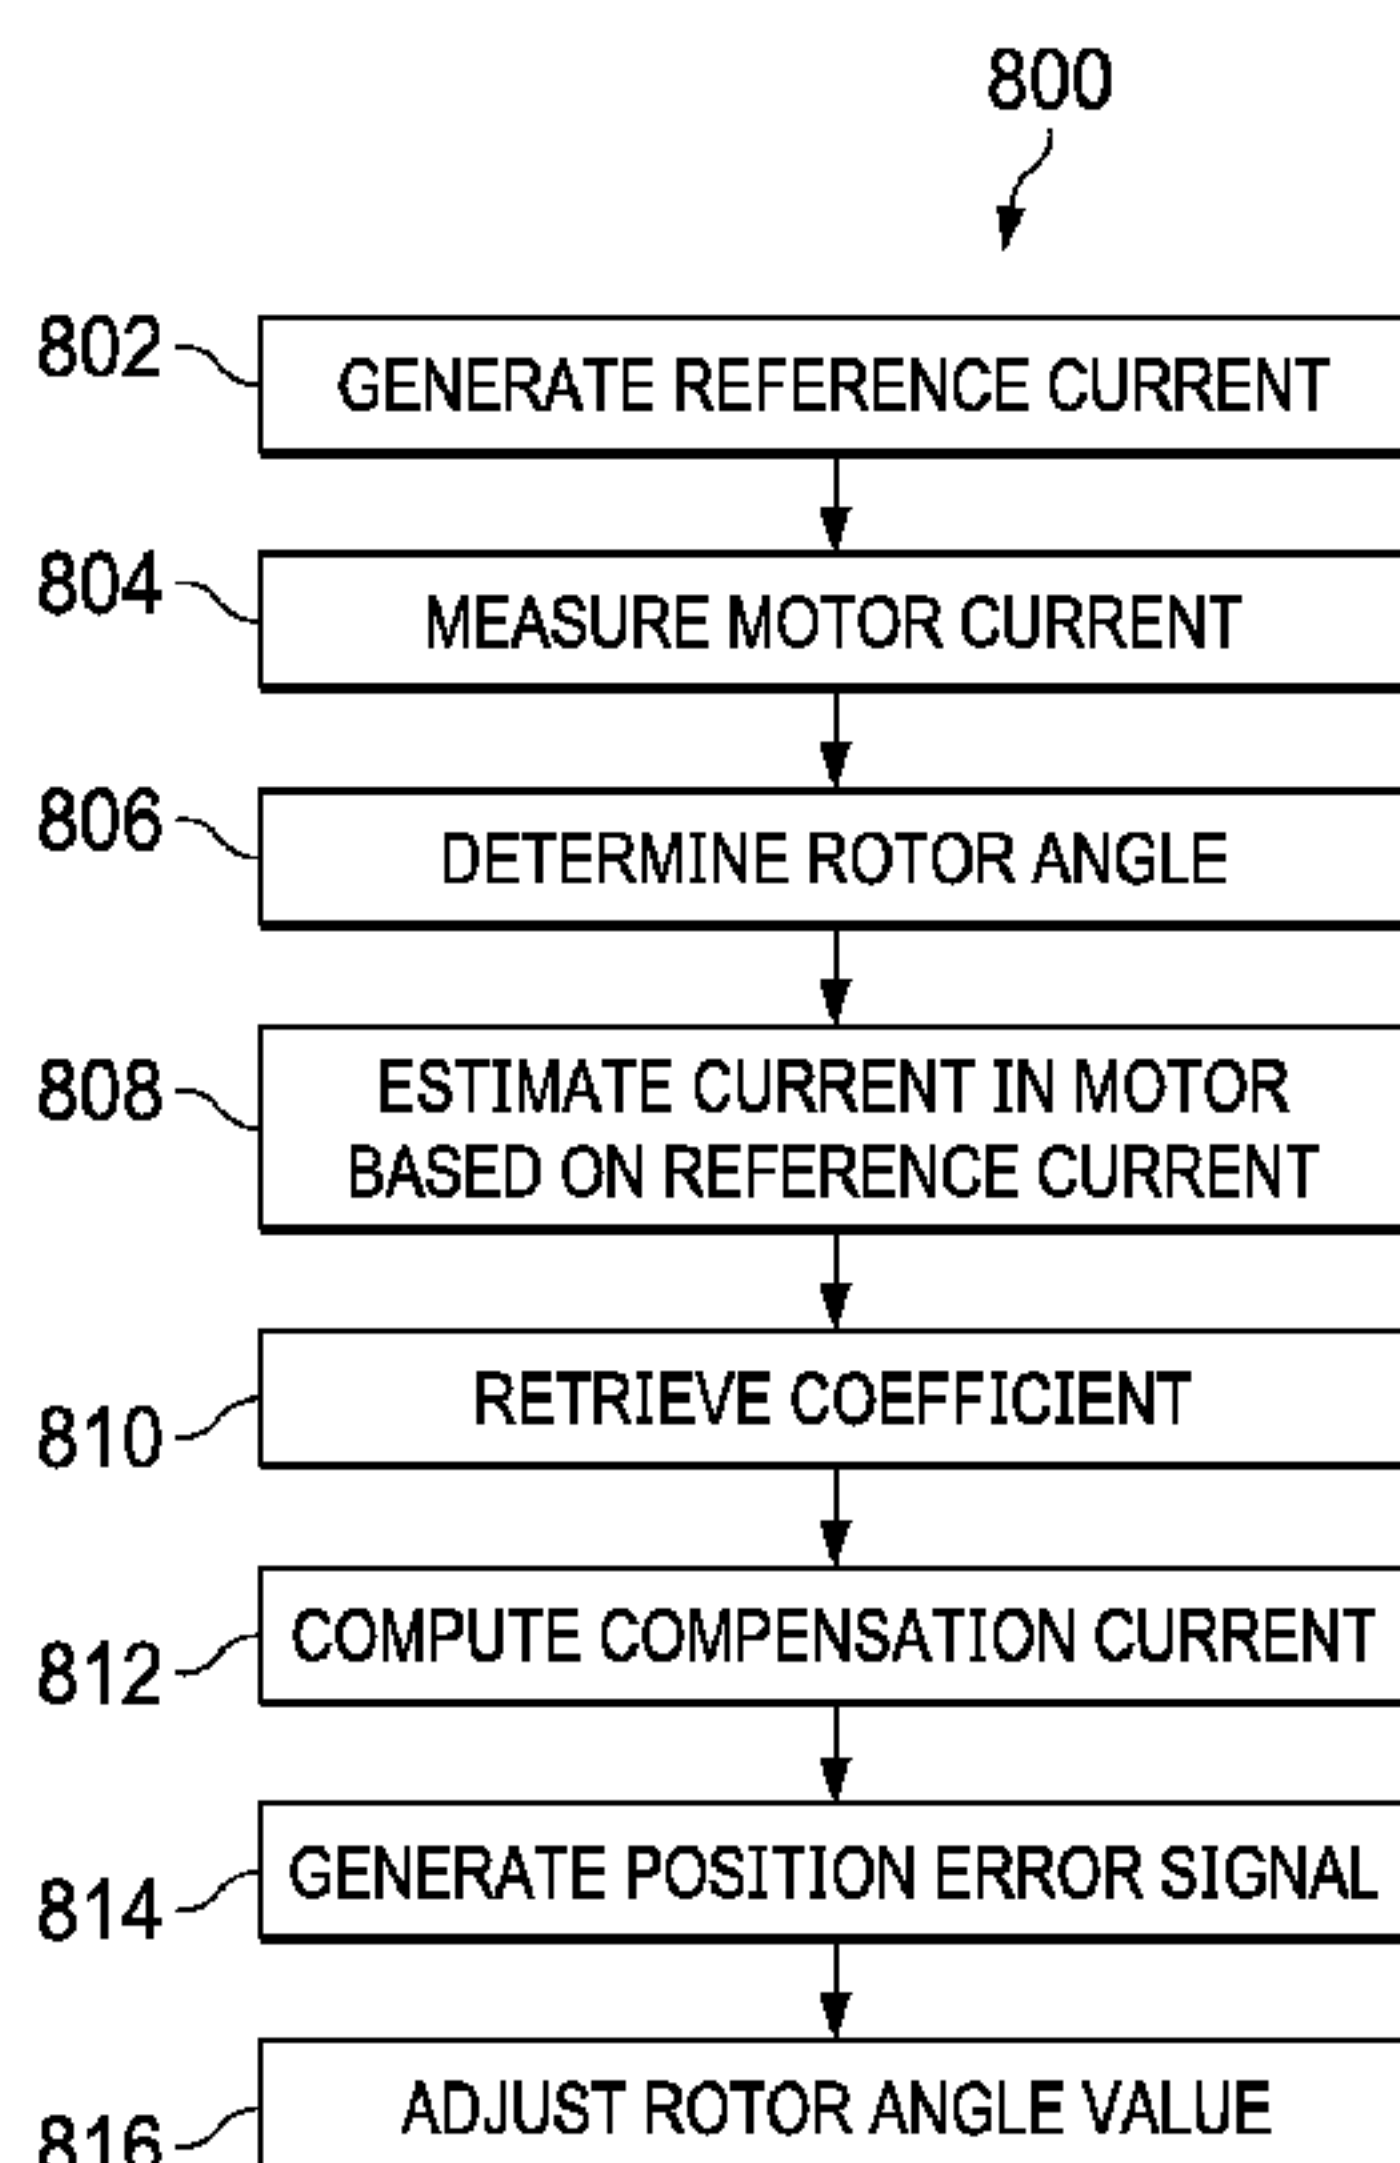 800
802
GENERATE REFERENCE CURRENT
804
MEASURE MOTOR CURRENT
806
DETERMINE ROTOR ANGLE
808
ESTIMATE CURRENT IN MOTOR
BASED ON REFERENCE CURRENT
810
RETRIEVE COEFFICIENT
812
COMPUTE COMPENSATION CURRENT
814
GENERATE POSITION ERROR SIGNAL
816
ADJUST ROTOR ANGLE VALUE